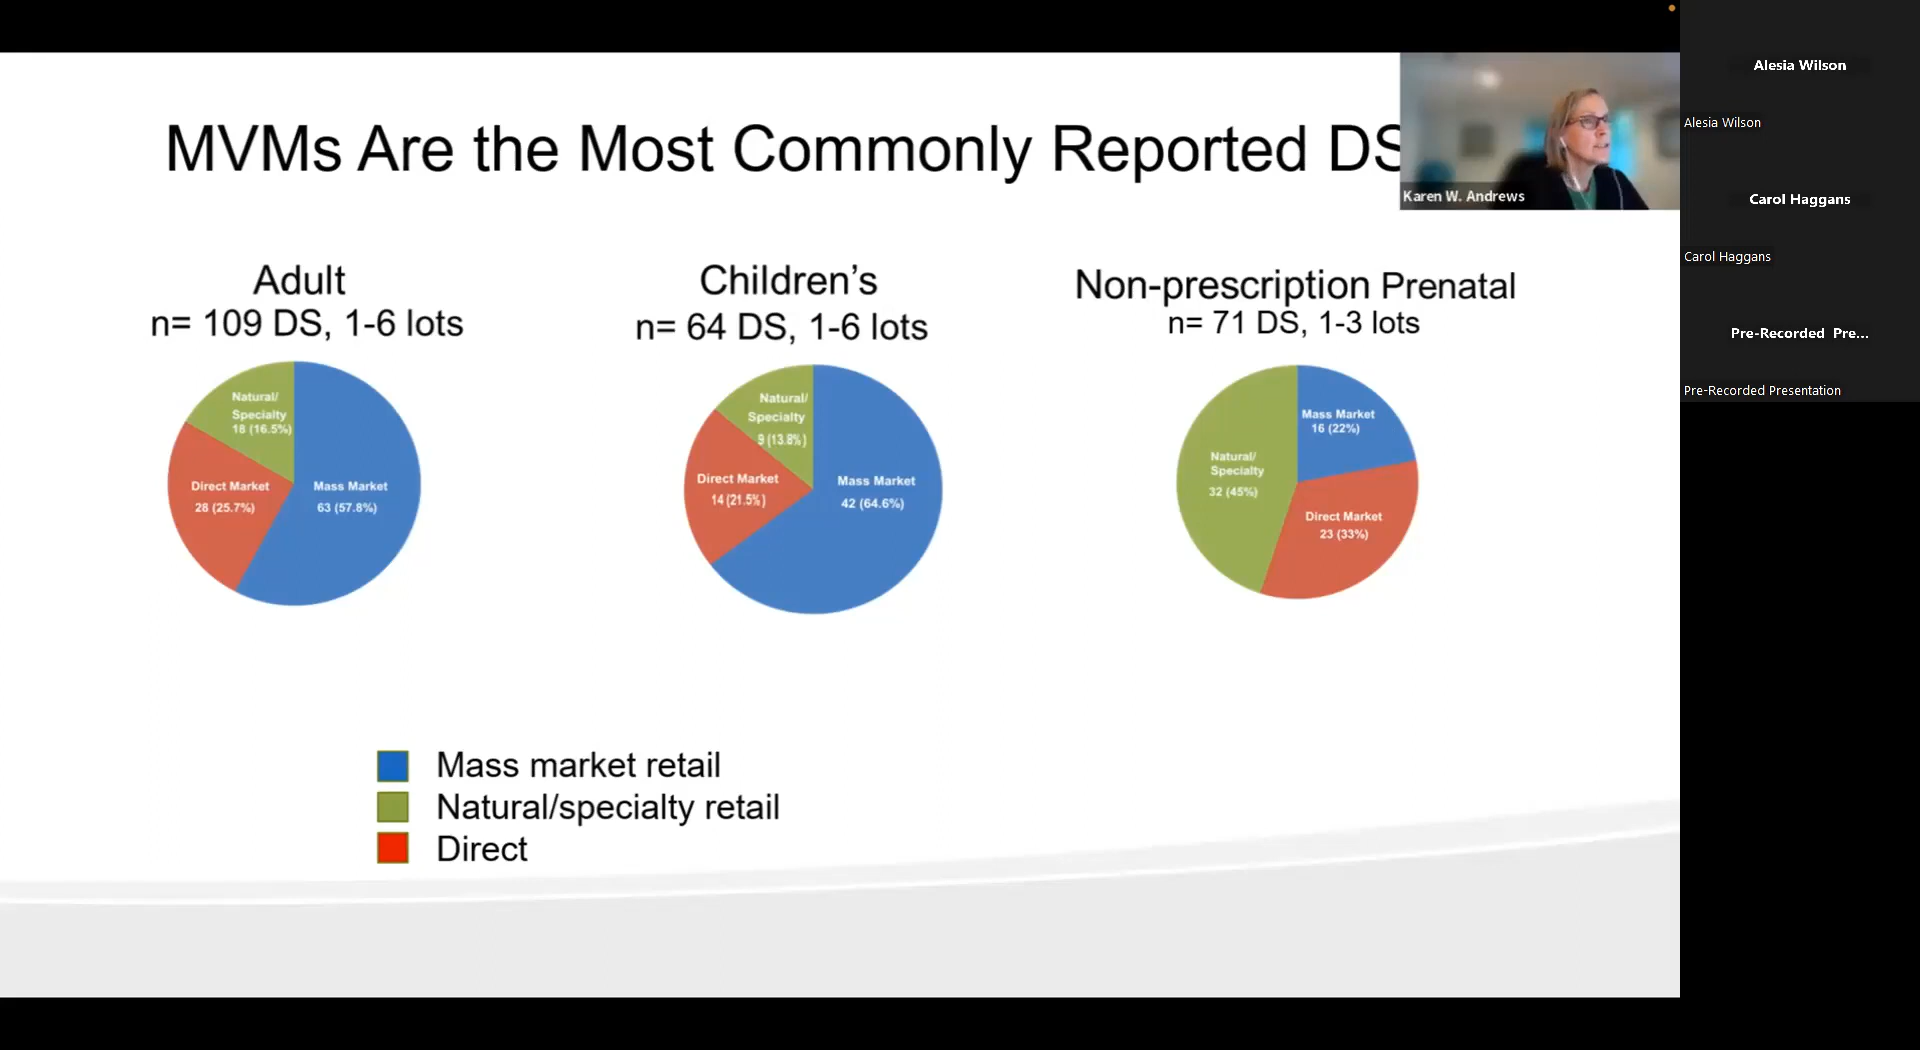 MVMs Are the Most Commonly Reported DS
Karen W. Andrews
Alesia Wilson
Alesia Wilson
Carol Haggans
Carol Haggans
Pre-Recorded Pre...
Pre-Recorded Presentation
Adult
n= 109 DS, 1-6 lots
Natural/
Specialty
18 (16.5%)
Direct Market
28 (25.7%)
Mass Market
63 (57.8%)
Children’s
n= 64 DS, 1-6 lots
Natural/
Specialty
9 (13.8%)
Direct Market
14 (21.5%)
Mass Market
42 (64.6%)
Non-prescription Prenatal
n= 71 DS, 1-3 lots
Mass Market
16 (22%)
Natural/
Specialty
32 (45%)
Direct Market
23 (33%)
Mass market retail
Natural/specialty retail
Direct